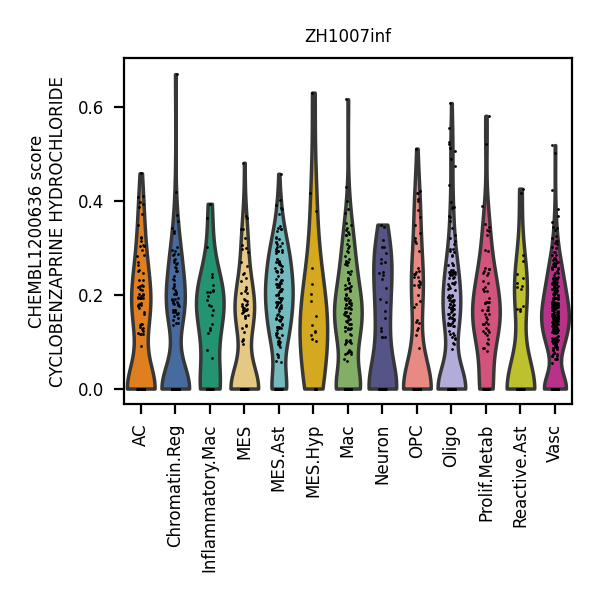 ZH1007inf
CHEMBL1200636 score
CYCLOBENZAPRINE HYDROCHLORIDE
0.6
0.4
0.2
0.0
AC
Chromatin.Reg
Inflammatory.Mac
MES
MES.Ast
MES.Hyp
Mac
Neuron
OPC
Oligo
Prolif.Metab
Reactive.Ast
Vasc